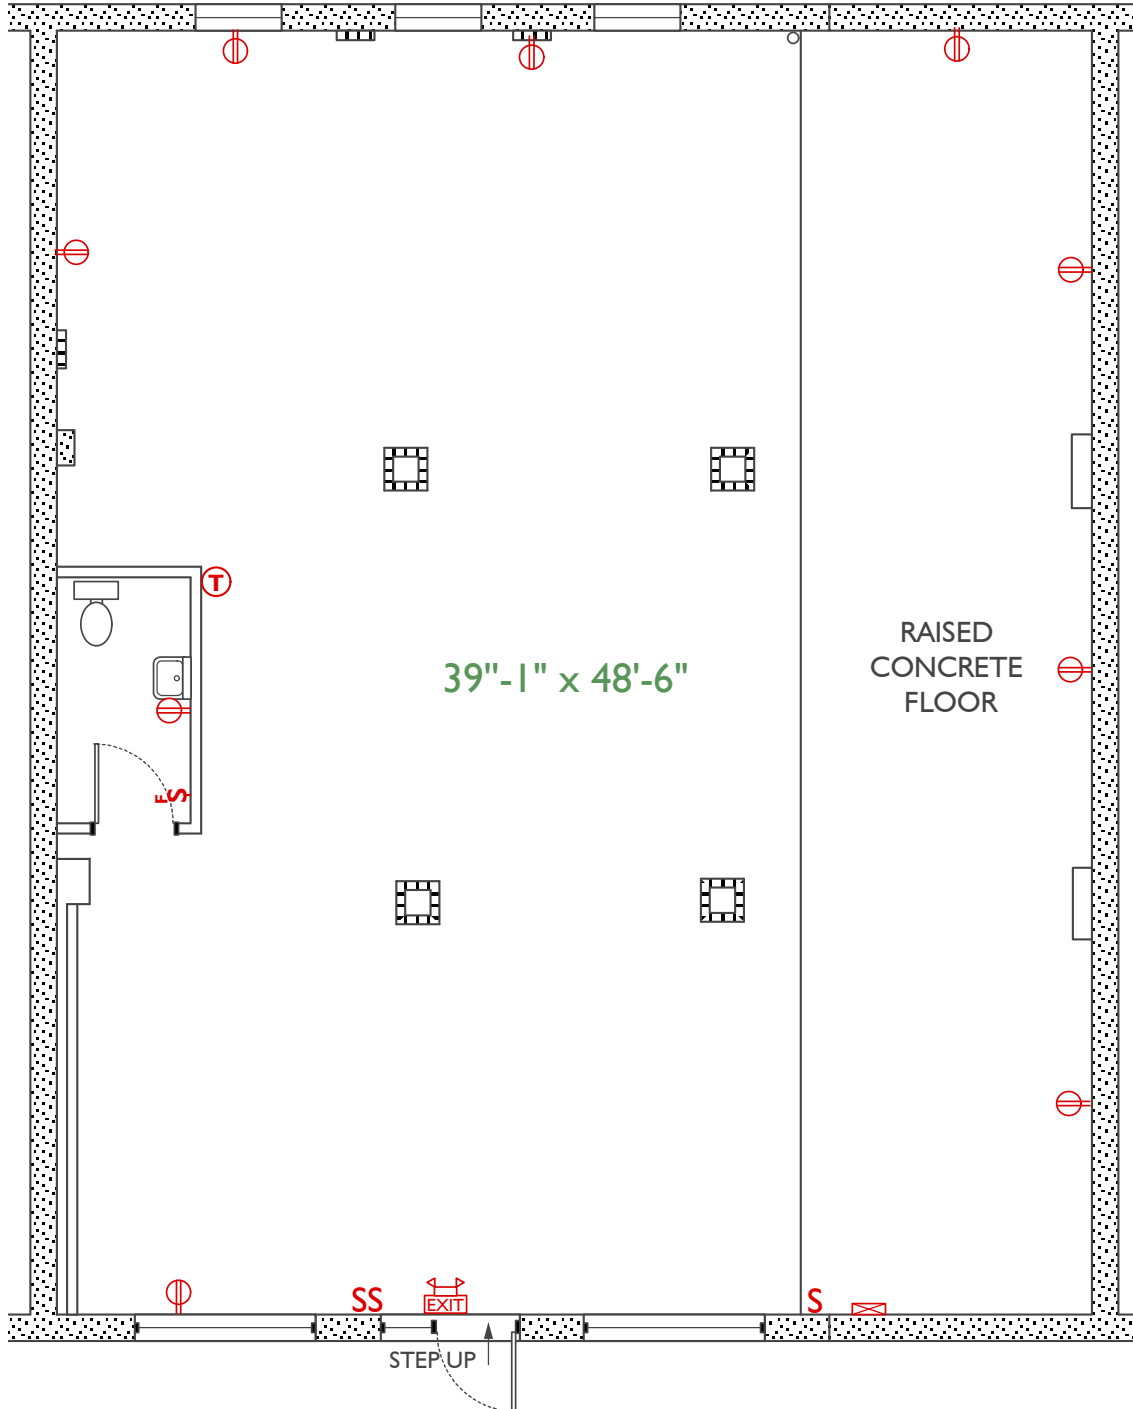 T
RAISED
CONCRETE
FLOOR
39"-1" x 48'-6"
F S
SS
EXIT
S
STEP UP